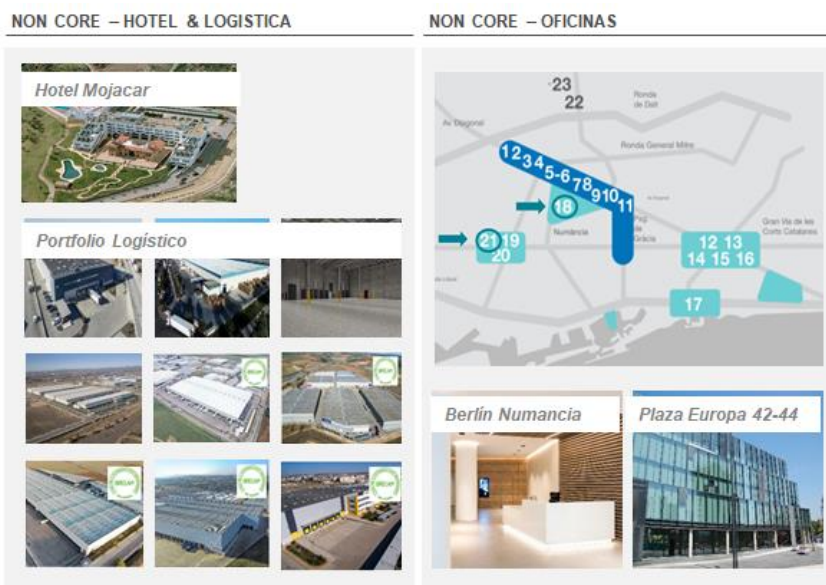 NON CORE – HOTEL & LOGISTICA
Hotel Mojacar
Portfolio Logístico
NON CORE – OFICINAS
23
22
Ronda
de Dalt
Av Diagonal
Ronda General Mitre
1 2 3 4 5-6 7 8 9 10 11
18
Numància
Pºg
de
Gràcia
Gran Via de les
Corts Catalanes
21 19
20
12 13
14 15 16
17
Berlín Numancia
Plaza Europa 42-44